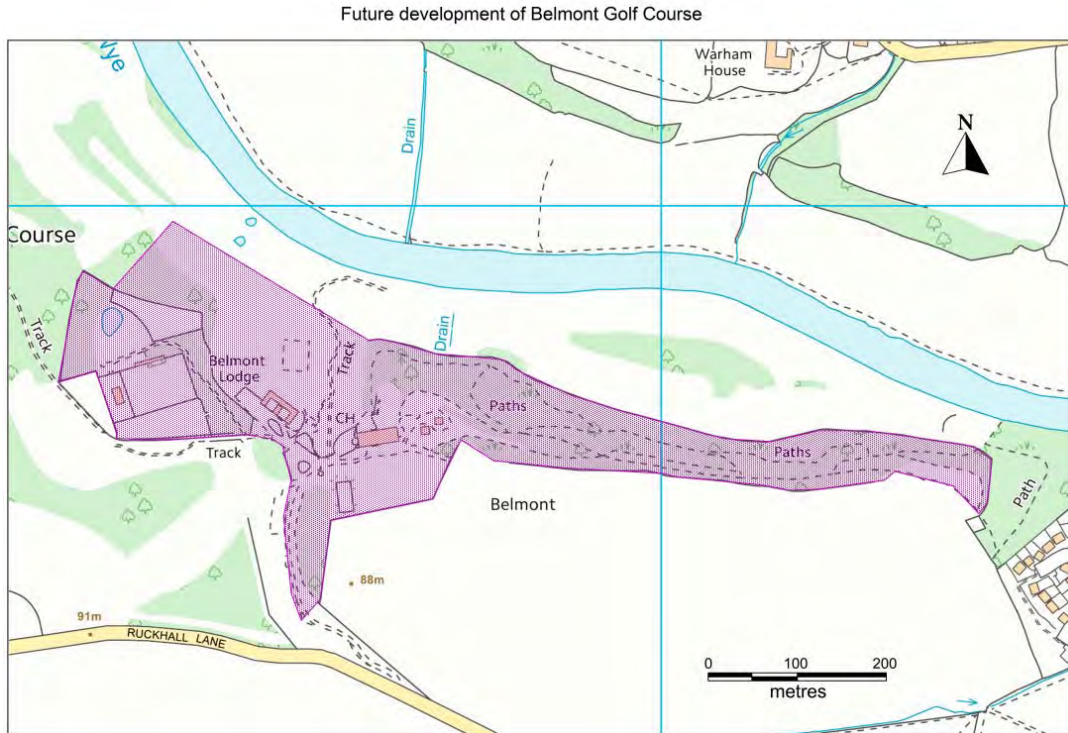 Future development of Belmont Golf Course
Wye
Warham
House
Drain
N
Course
Track
Drain
Belmont
Lodge
Track
Paths
CH
Paths
Track
Path
Belmont
88m
91m
RUCKHALL LANE
0 100 200
metres